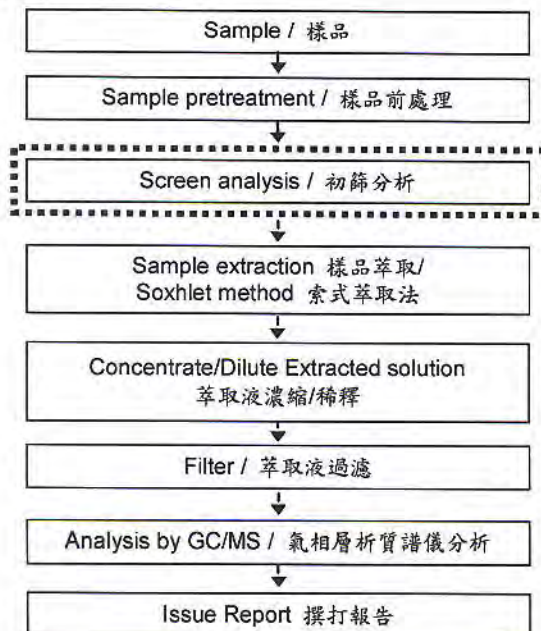 Sample / 樣品
Sample pretreatment / 樣品前處理
Screen analysis / 初篩分析
Sample extraction 樣品萃取/
Soxhlet method 索式萃取法
Concentrate/Dilute Extracted solution
萃取液濃縮/稀釋
Filter / 萃取液過濾
Analysis by GC/MS / 氣相層析質譜儀分析
Issue Report 撰打報告